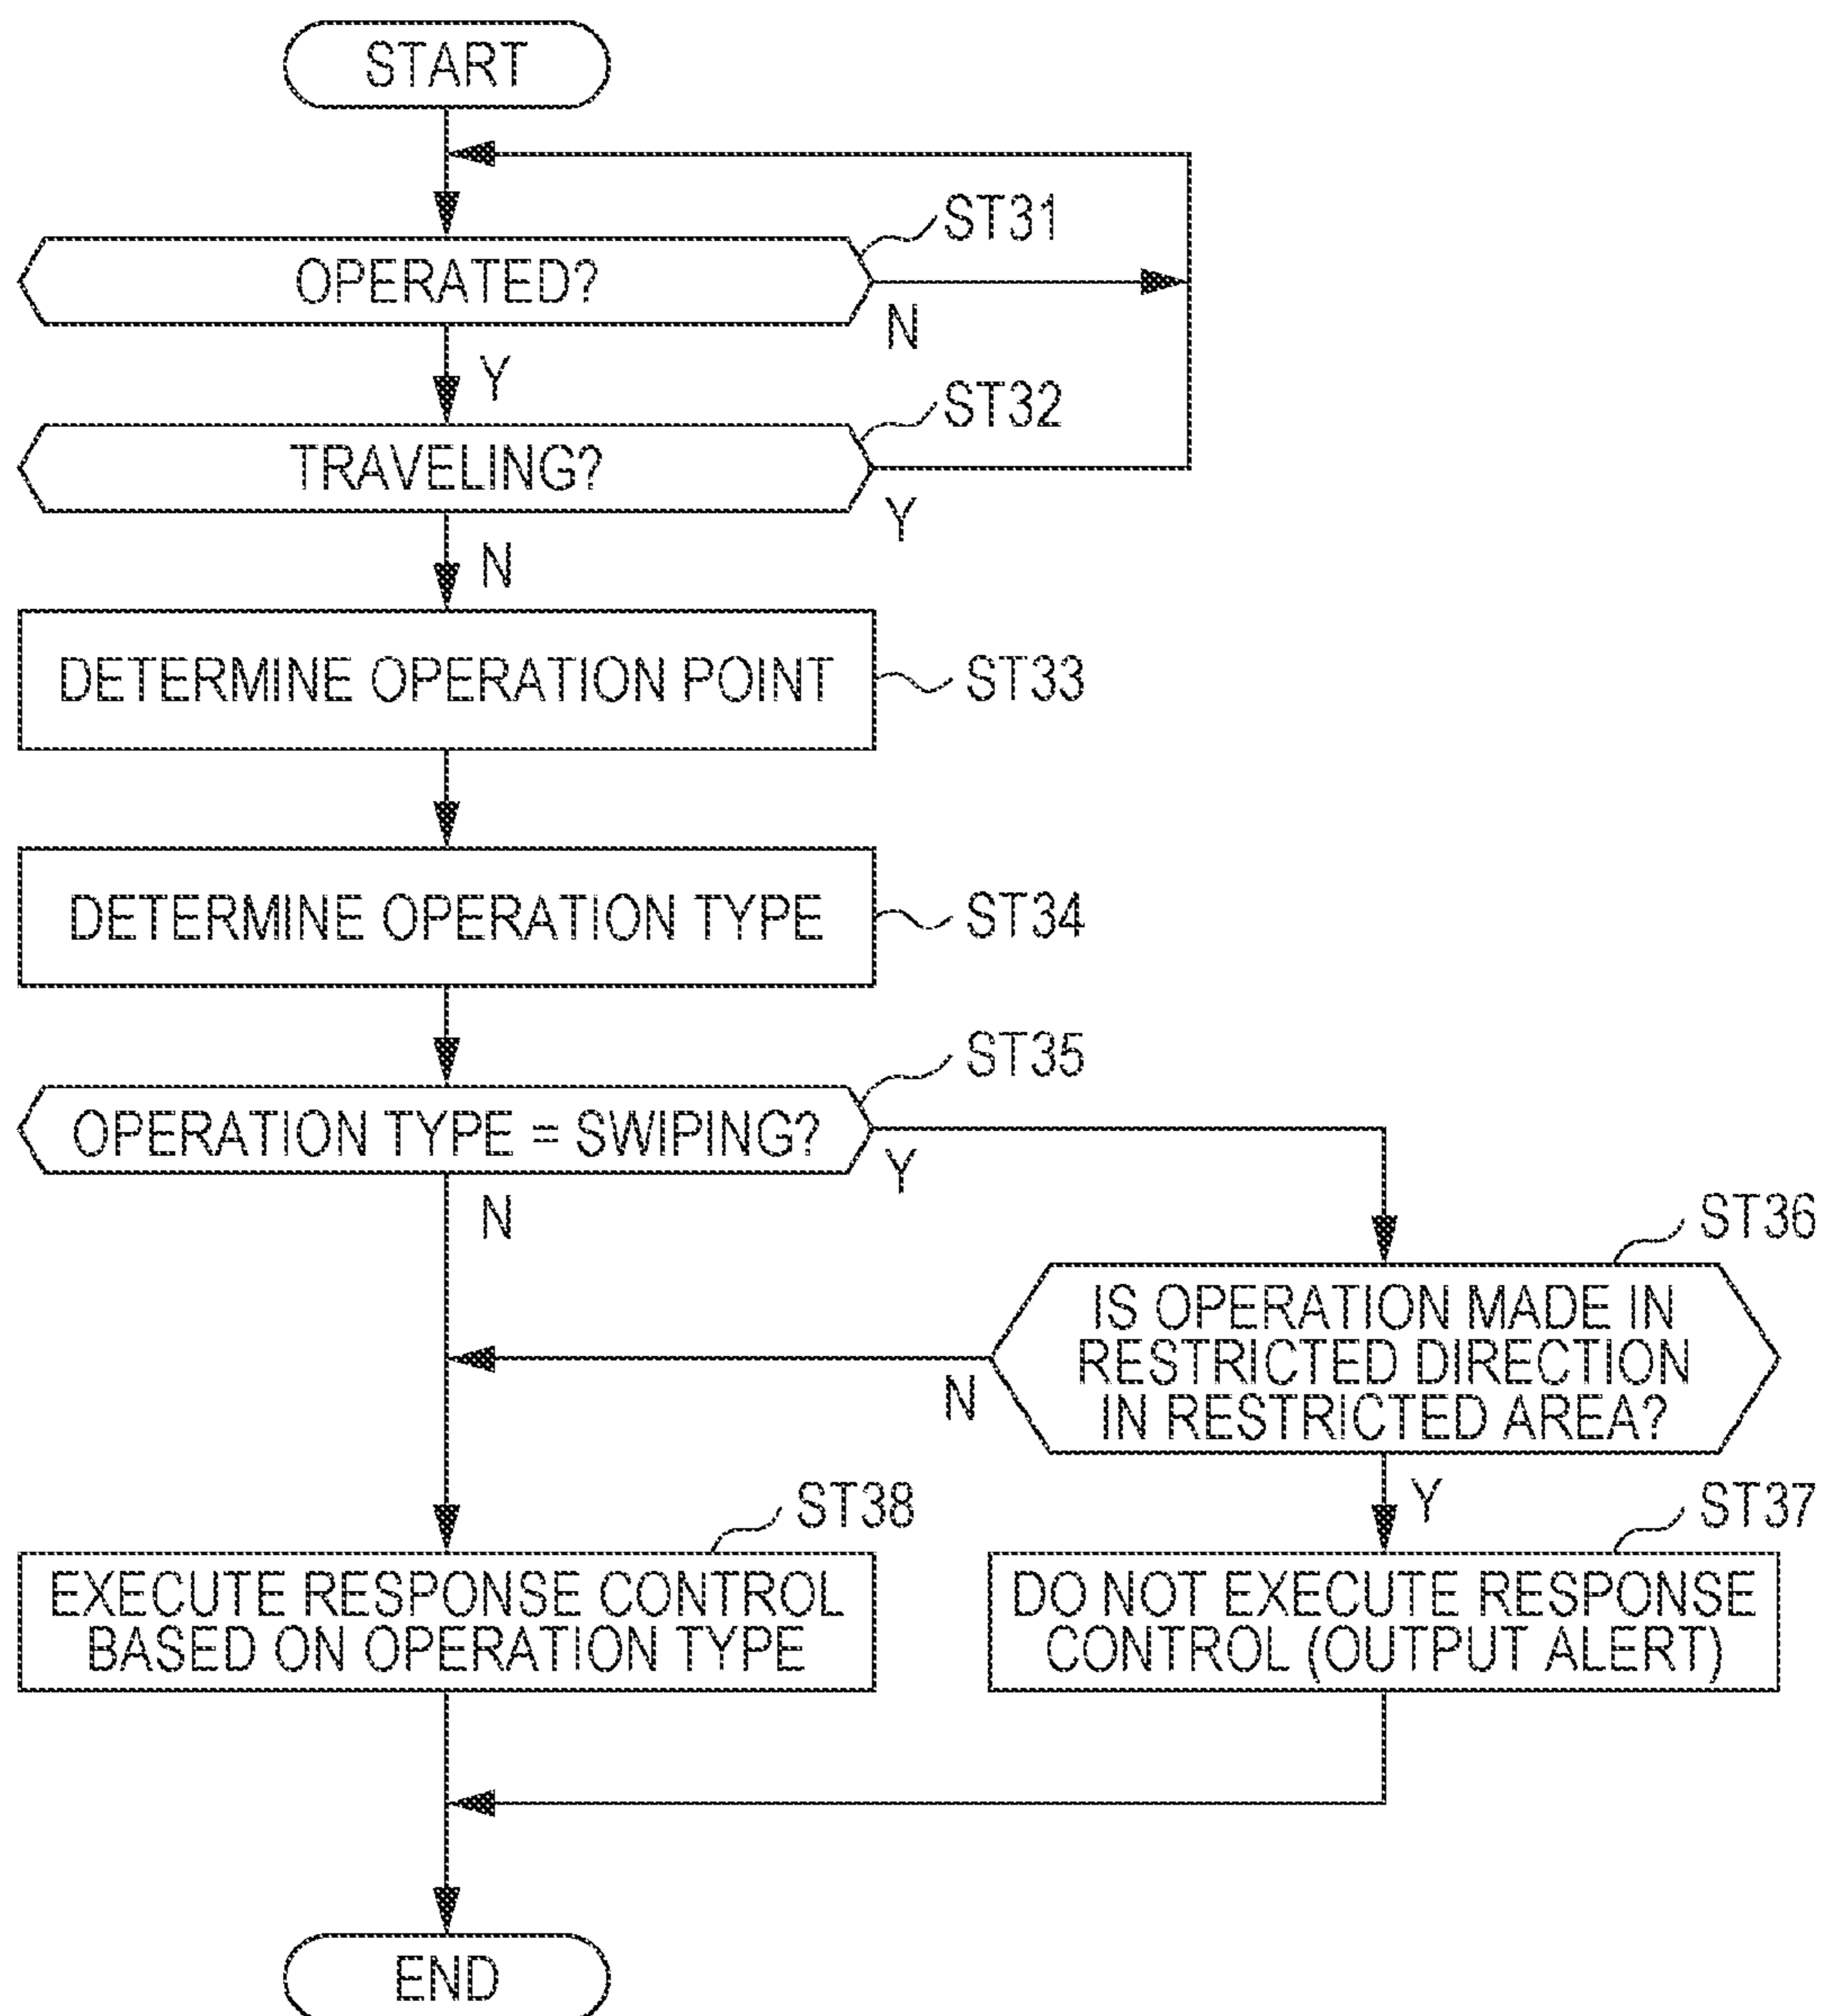 START
ST31
OPERATED?
N
Y
ST32
TRAVELING?
Y
N
DETERMINE OPERATION POINT
ST33
DETERMINE OPERATION TYPE
ST34
ST35
OPERATION TYPE = SWIPING?
Y
N
ST36
IS OPERATION MADE IN
RESTRICTED DIRECTION
IN RESTRICTED AREA?
N
Y
ST38
ST37
EXECUTE RESPONSE CONTROL
BASED ON OPERATION TYPE
DO NOT EXECUTE RESPONSE
CONTROL (OUTPUT ALERT)
END